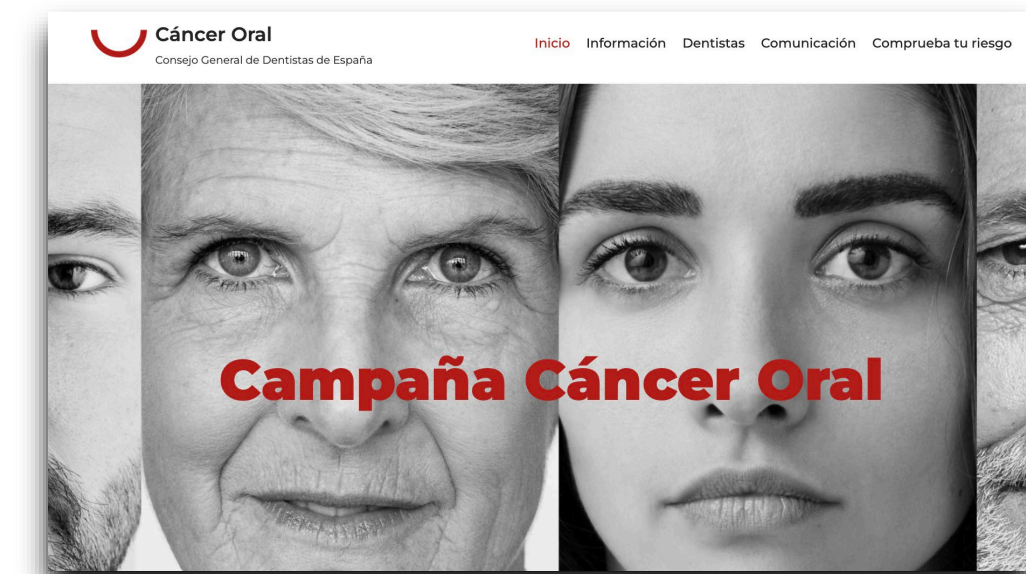 Cáncer Oral
Consejo General de Dentistas de España
Inicio Información Dentistas Comunicación Comprueba tu riesgo
Campaña Cáncer Oral